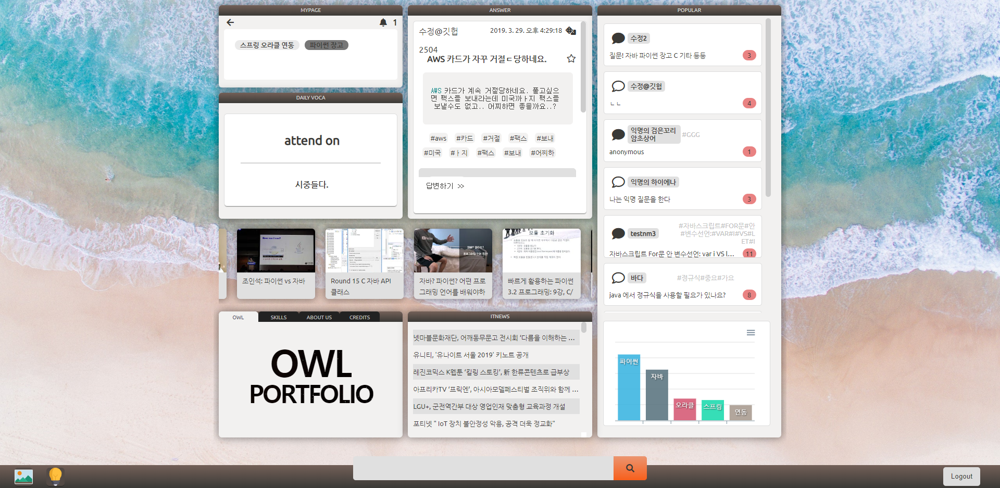 MYPAGE
1
스프링 오라클 연동
파이썬 장고
DAILY VOCA
attend on
시중들다.
ANSWER
수정@깃헙
2019. 3. 29. 오후 4:29:18
2504
AWS 카드가 자꾸 거절ㄷ당하네요.
AWS 카드가 계속 거절당하네요. 풀고싶으
면 팩스를 보내라는데 미국까ㅏ지 팩스를
보낼수도 없고.. 어찌하면 좋을까요..?
#aws #카드 #거절 #팩스 #보내
#미국 #ㅏ지 #팩스 #보내 #어찌하
답변하기 >>
POPULAR
수정2
질문! 자바 파이썬 장고 C 기타 등등
3
수정@깃헙
ㄴㄴ
4
익명의 검은꼬리
암초상어
#GGG
anonymous
1
익명의 하이에나
나는 익명 질문을 한다
3
testnm3
#자바스크립트#FOR문#안
#변수선언:#VAR#I#VS#L
ET#I
자바스크립트 For문 안 변수선언: var i VS l...
11
바다
#정규식#중요#가요
java 에서 정규식을 사용할 필요가 있나요?
8
How can I run?
조인석: 파이썬 vs 자바
Round 15 C 자바 API
클래스
자바? 파이썬?
프로그래밍 언어 추천!
자바? 파이썬? 어떤 프로
그래밍 언어를 배워야하
모듈 초기화
빠르게 활용하는 파이썬
3.2 프로그래밍: 9강, C/
OWL
SKILLS
ABOUT US
CREDITS
OWL
PORTFOLIO
ITNEWS
넷마블문화재단, 어깨동무문고 전시회 ‘다름을 이해하는 ...
유니티, '유나이트 서울 2019' 키노트 공개
레진코믹스 K웹툰 ‘킬링 스토킹’, 新 한류콘텐츠로 급부상
아프리카TV ‘프릭엔’, 아시아모델페스티벌 조직위와 함께 ...
LGU+, 군전역간부 대상 영업인재 맞춤형 교육과정 개설
포티넷 " IoT 장치 불안정성 악용, 공격 더욱 정교화"
파이썬
자바
오라클
스프링
연동
Logout